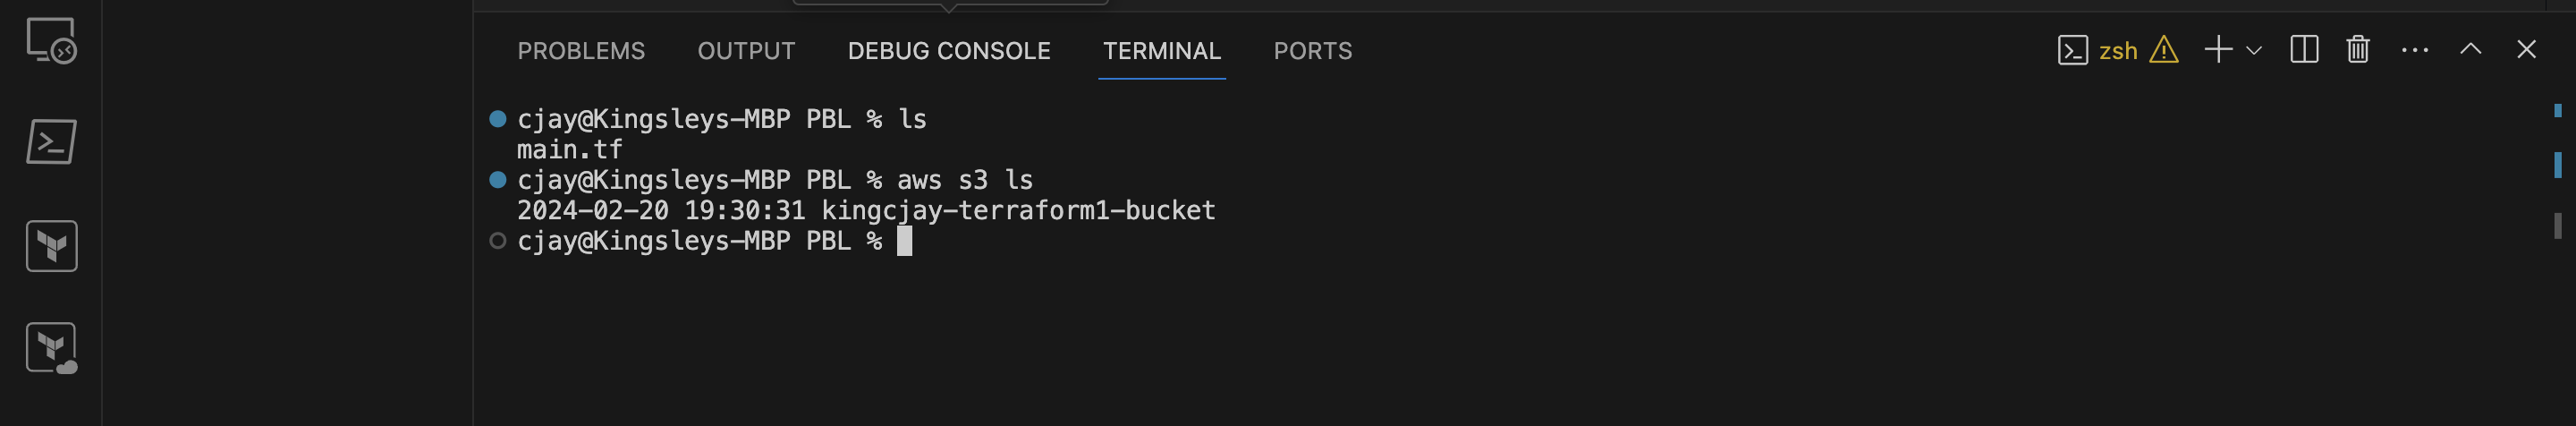 PROBLEMS OUTPUT DEBUG CONSOLE TERMINAL PORTS zsh
cjay@Kingsleys-MBP PBL % ls
main.tf
cjay@Kingsleys-MBP PBL % aws s3 ls
2024-02-20 19:30:31 kingcjay-terraform1-bucket
cjay@Kingsleys-MBP PBL %